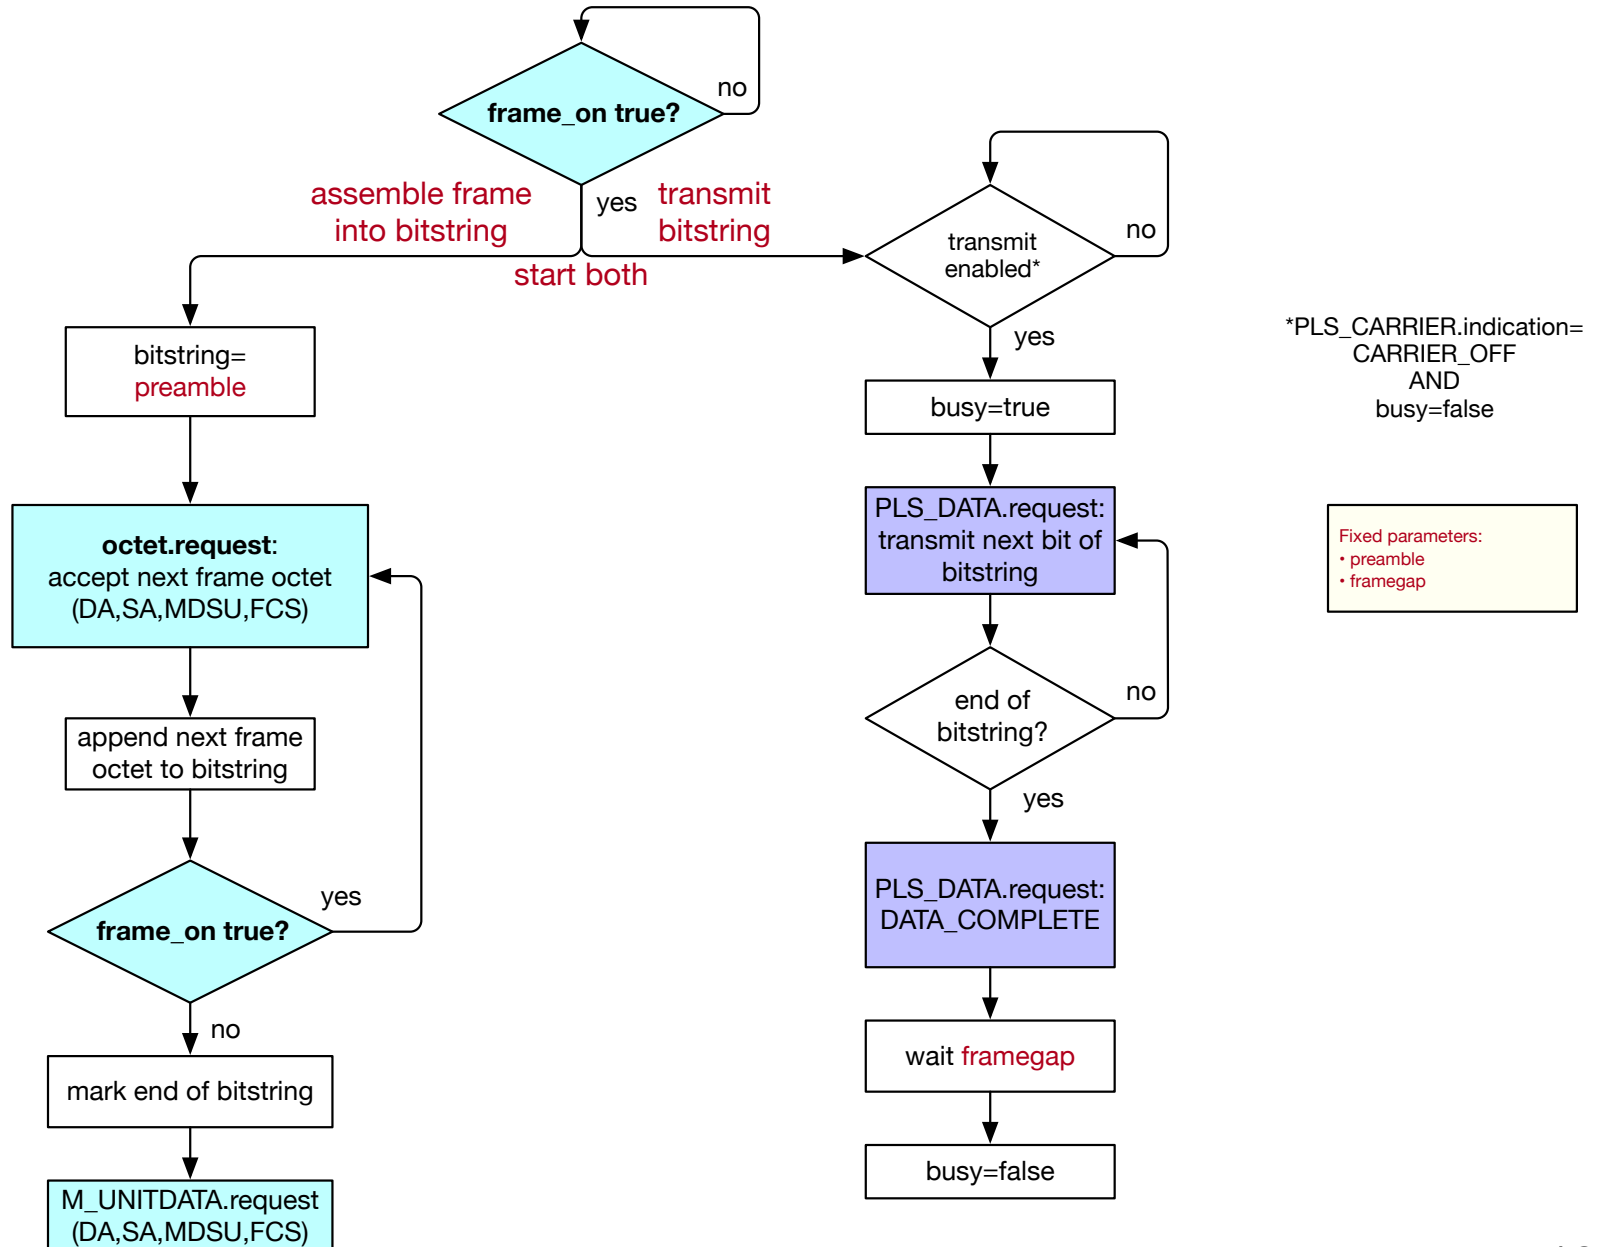 frame_on true?
no
assemble frame
into bitstring
yes
transmit
bitstring
start both
transmit
enabled*
no
yes
*PLS_CARRIER.indication=
CARRIER_OFF
AND
busy=false
bitstring=
preamble
busy=true
octet.request:
accept next frame octet
(DA,SA,MDSU,FCS)
PLS_DATA.request:
transmit next bit of
bitstring
Fixed parameters:
• preamble
• framegap
append next frame
octet to bitstring
end of
bitstring?
no
yes
frame_on true?
yes
no
PLS_DATA.request:
DATA_COMPLETE
mark end of bitstring
wait framegap
M_UNITDATA.request
(DA,SA,MDSU,FCS)
busy=false